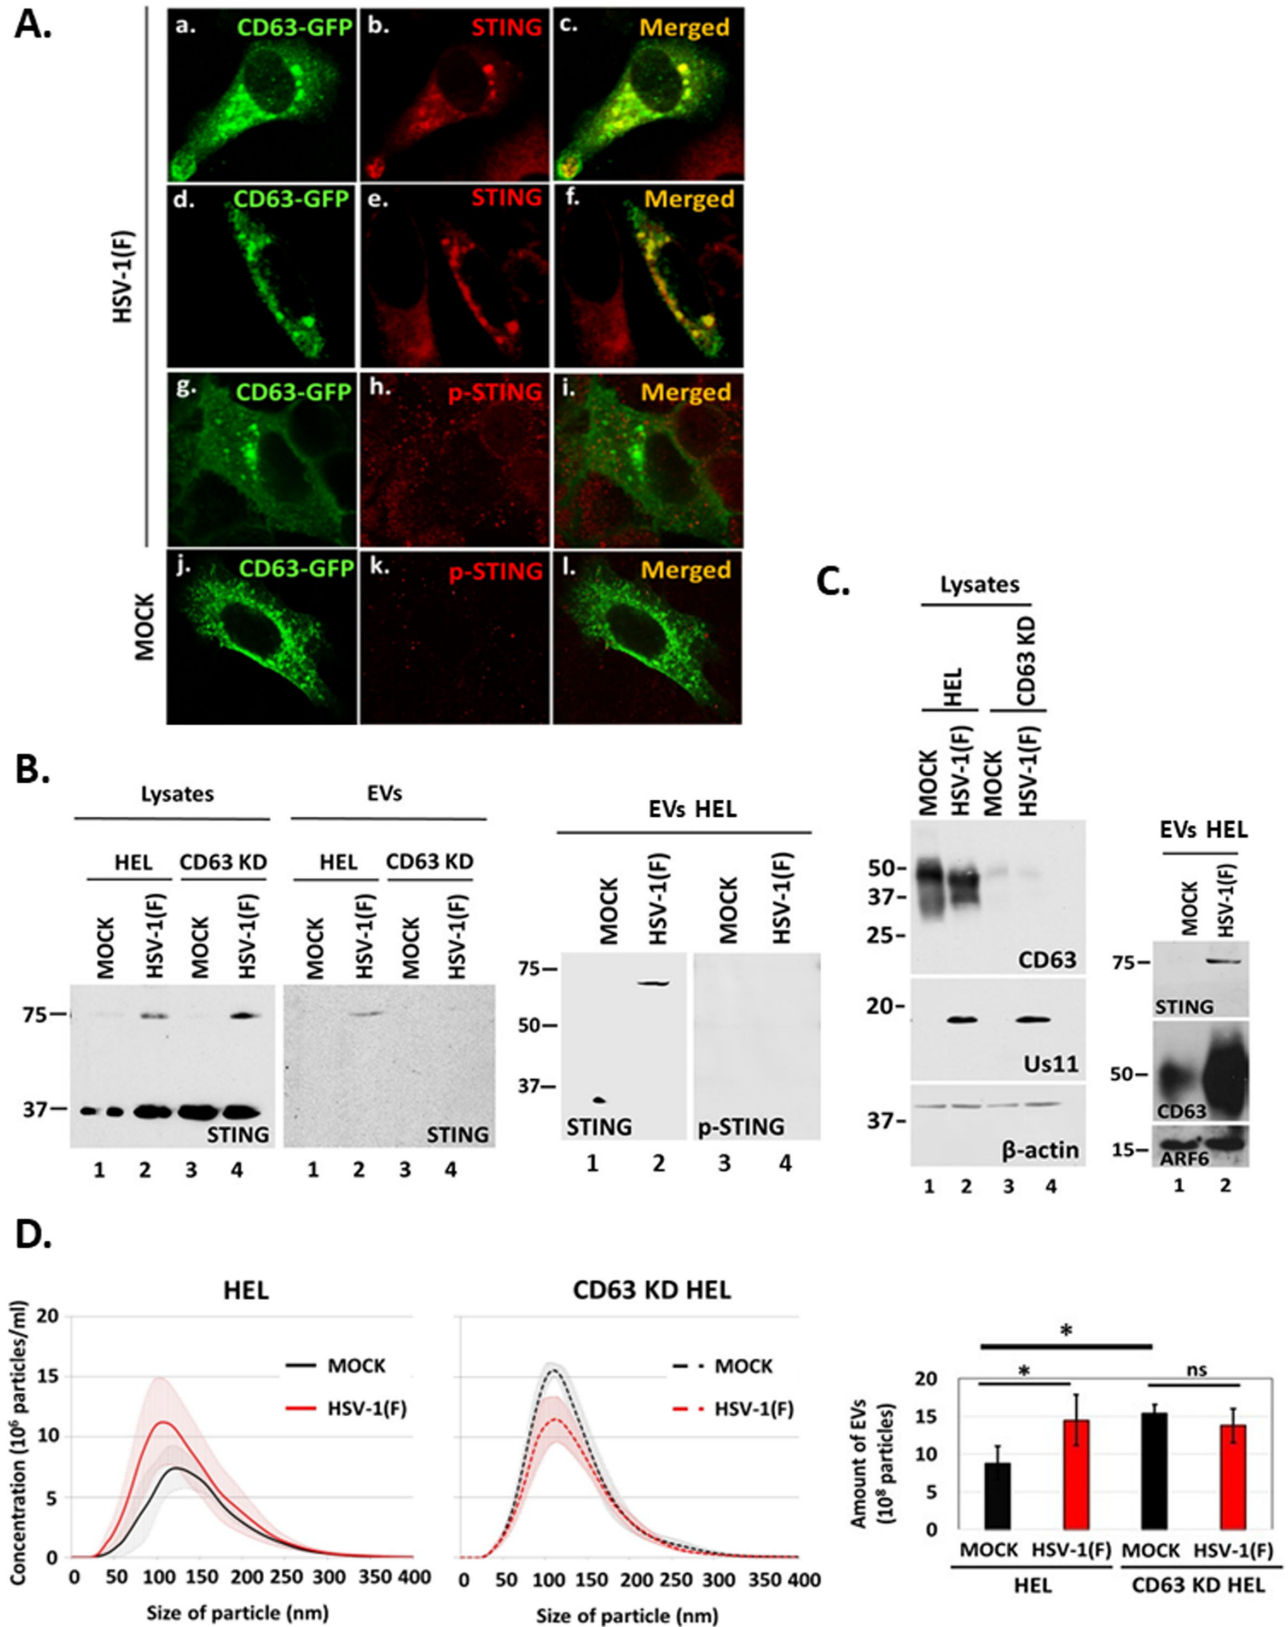 A.
HSV-1(F)
MOCK
a. CD63-GFP b. STING c. Merged
d. CD63-GFP e. STING f. Merged
g. CD63-GFP h. p-STING i. Merged
j. CD63-GFP k. p-STING l. Merged
B.
Lysates EVs
HEL CD63 KD HEL CD63 KD
MOCK HSV-1(F) MOCK HSV-1(F) MOCK HSV-1(F) MOCK HSV-1(F)
75
37
STING STING
1 2 3 4 1 2 3 4
EVs HEL
MOCK HSV-1(F) MOCK HSV-1(F)
75
50
37
STING p-STING
1 2 3 4
C.
Lysates
HEL CD63 KD
MOCK HSV-1(F) MOCK HSV-1(F)
50
37
25
CD63
20
Us11
37
β-actin
1 2 3 4
EVs HEL
MOCK HSV-1(F)
75
STING
50
CD63
15
ARF6
1 2
D.
HEL
Concentration (10⁶ particles/ml)
20
15
10
5
0
MOCK
HSV-1(F)
0 50 100 150 200 250 300 350 400
Size of particle (nm)
CD63 KD HEL
MOCK
HSV-1(F)
0 50 100 150 200 250 300 350 400
Size of particle (nm)
Amount of EVs
(10⁸ particles)
*
* ns
20
15
10
5
0
MOCK HSV-1(F) MOCK HSV-1(F)
HEL CD63 KD HEL